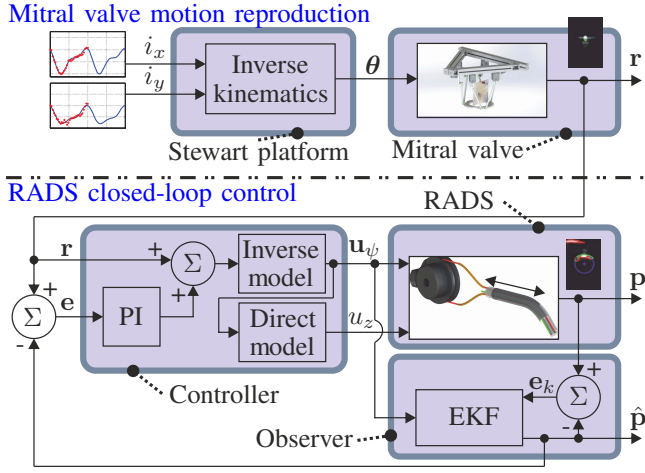 Mitral valve motion reproduction
i_x
i_y
Inverse kinematics
θ
r
Stewart platform
Mitral valve
RADS closed-loop control
RADS
r
+
Σ
Inverse model
u_ψ
p
+
+
Σ
e
PI
-
Direct model
u_z
Controller
+
e_k
Σ
EKF
-
p̂
Observer